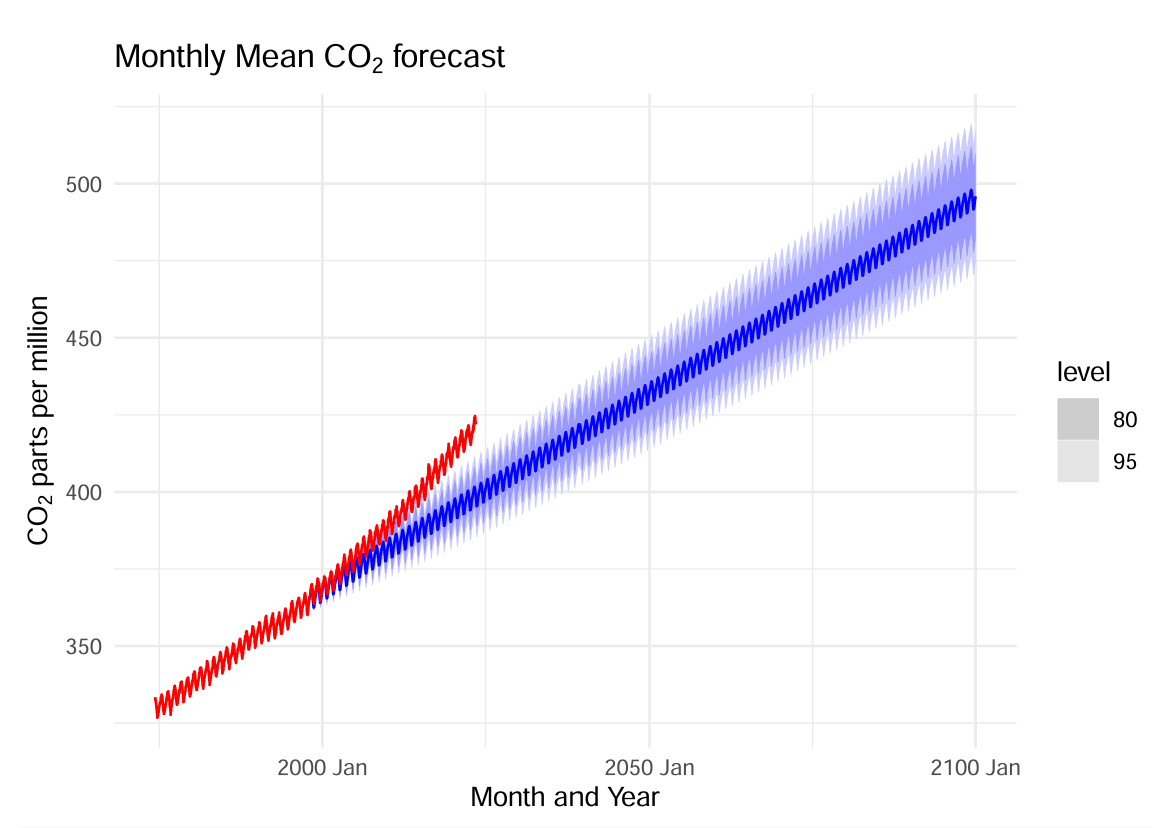 Monthly Mean CO₂ forecast
CO₂ parts per million
500
450
400
350
2000 Jan
2050 Jan
2100 Jan
Month and Year
level
80
95